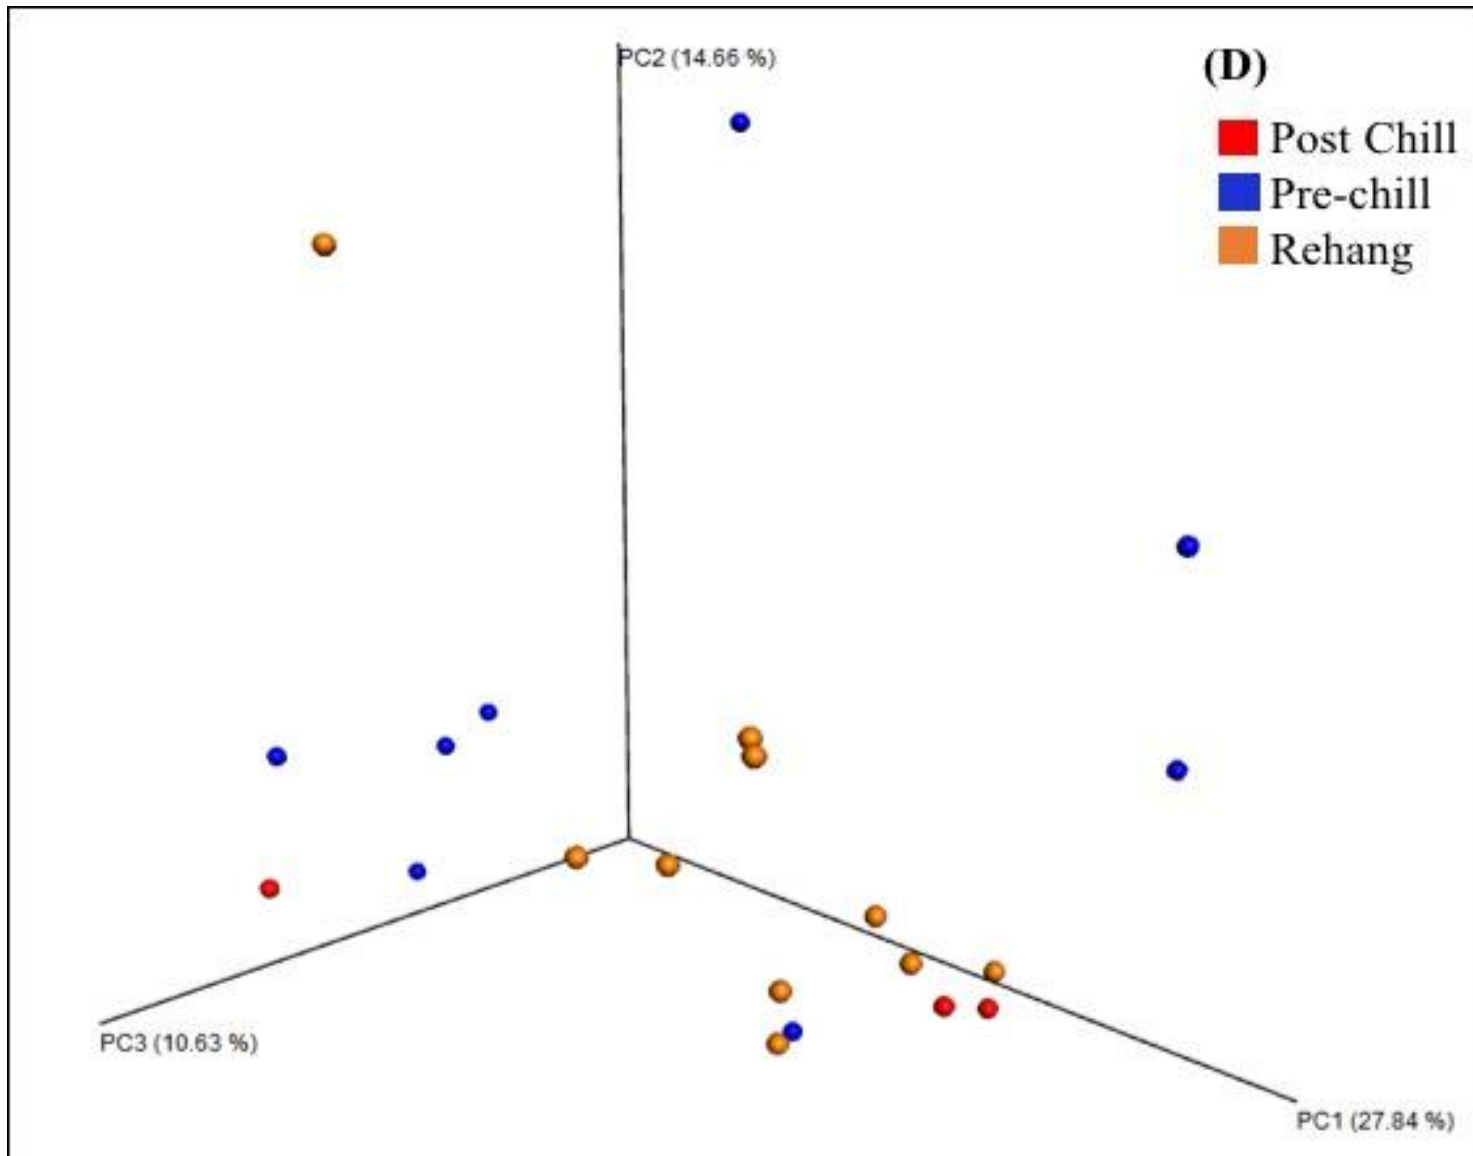 PC2 (14.66 %)
(D)
Post Chill
Pre-chill
Rehang
PC3 (10.63 %)
PC1 (27.84 %)